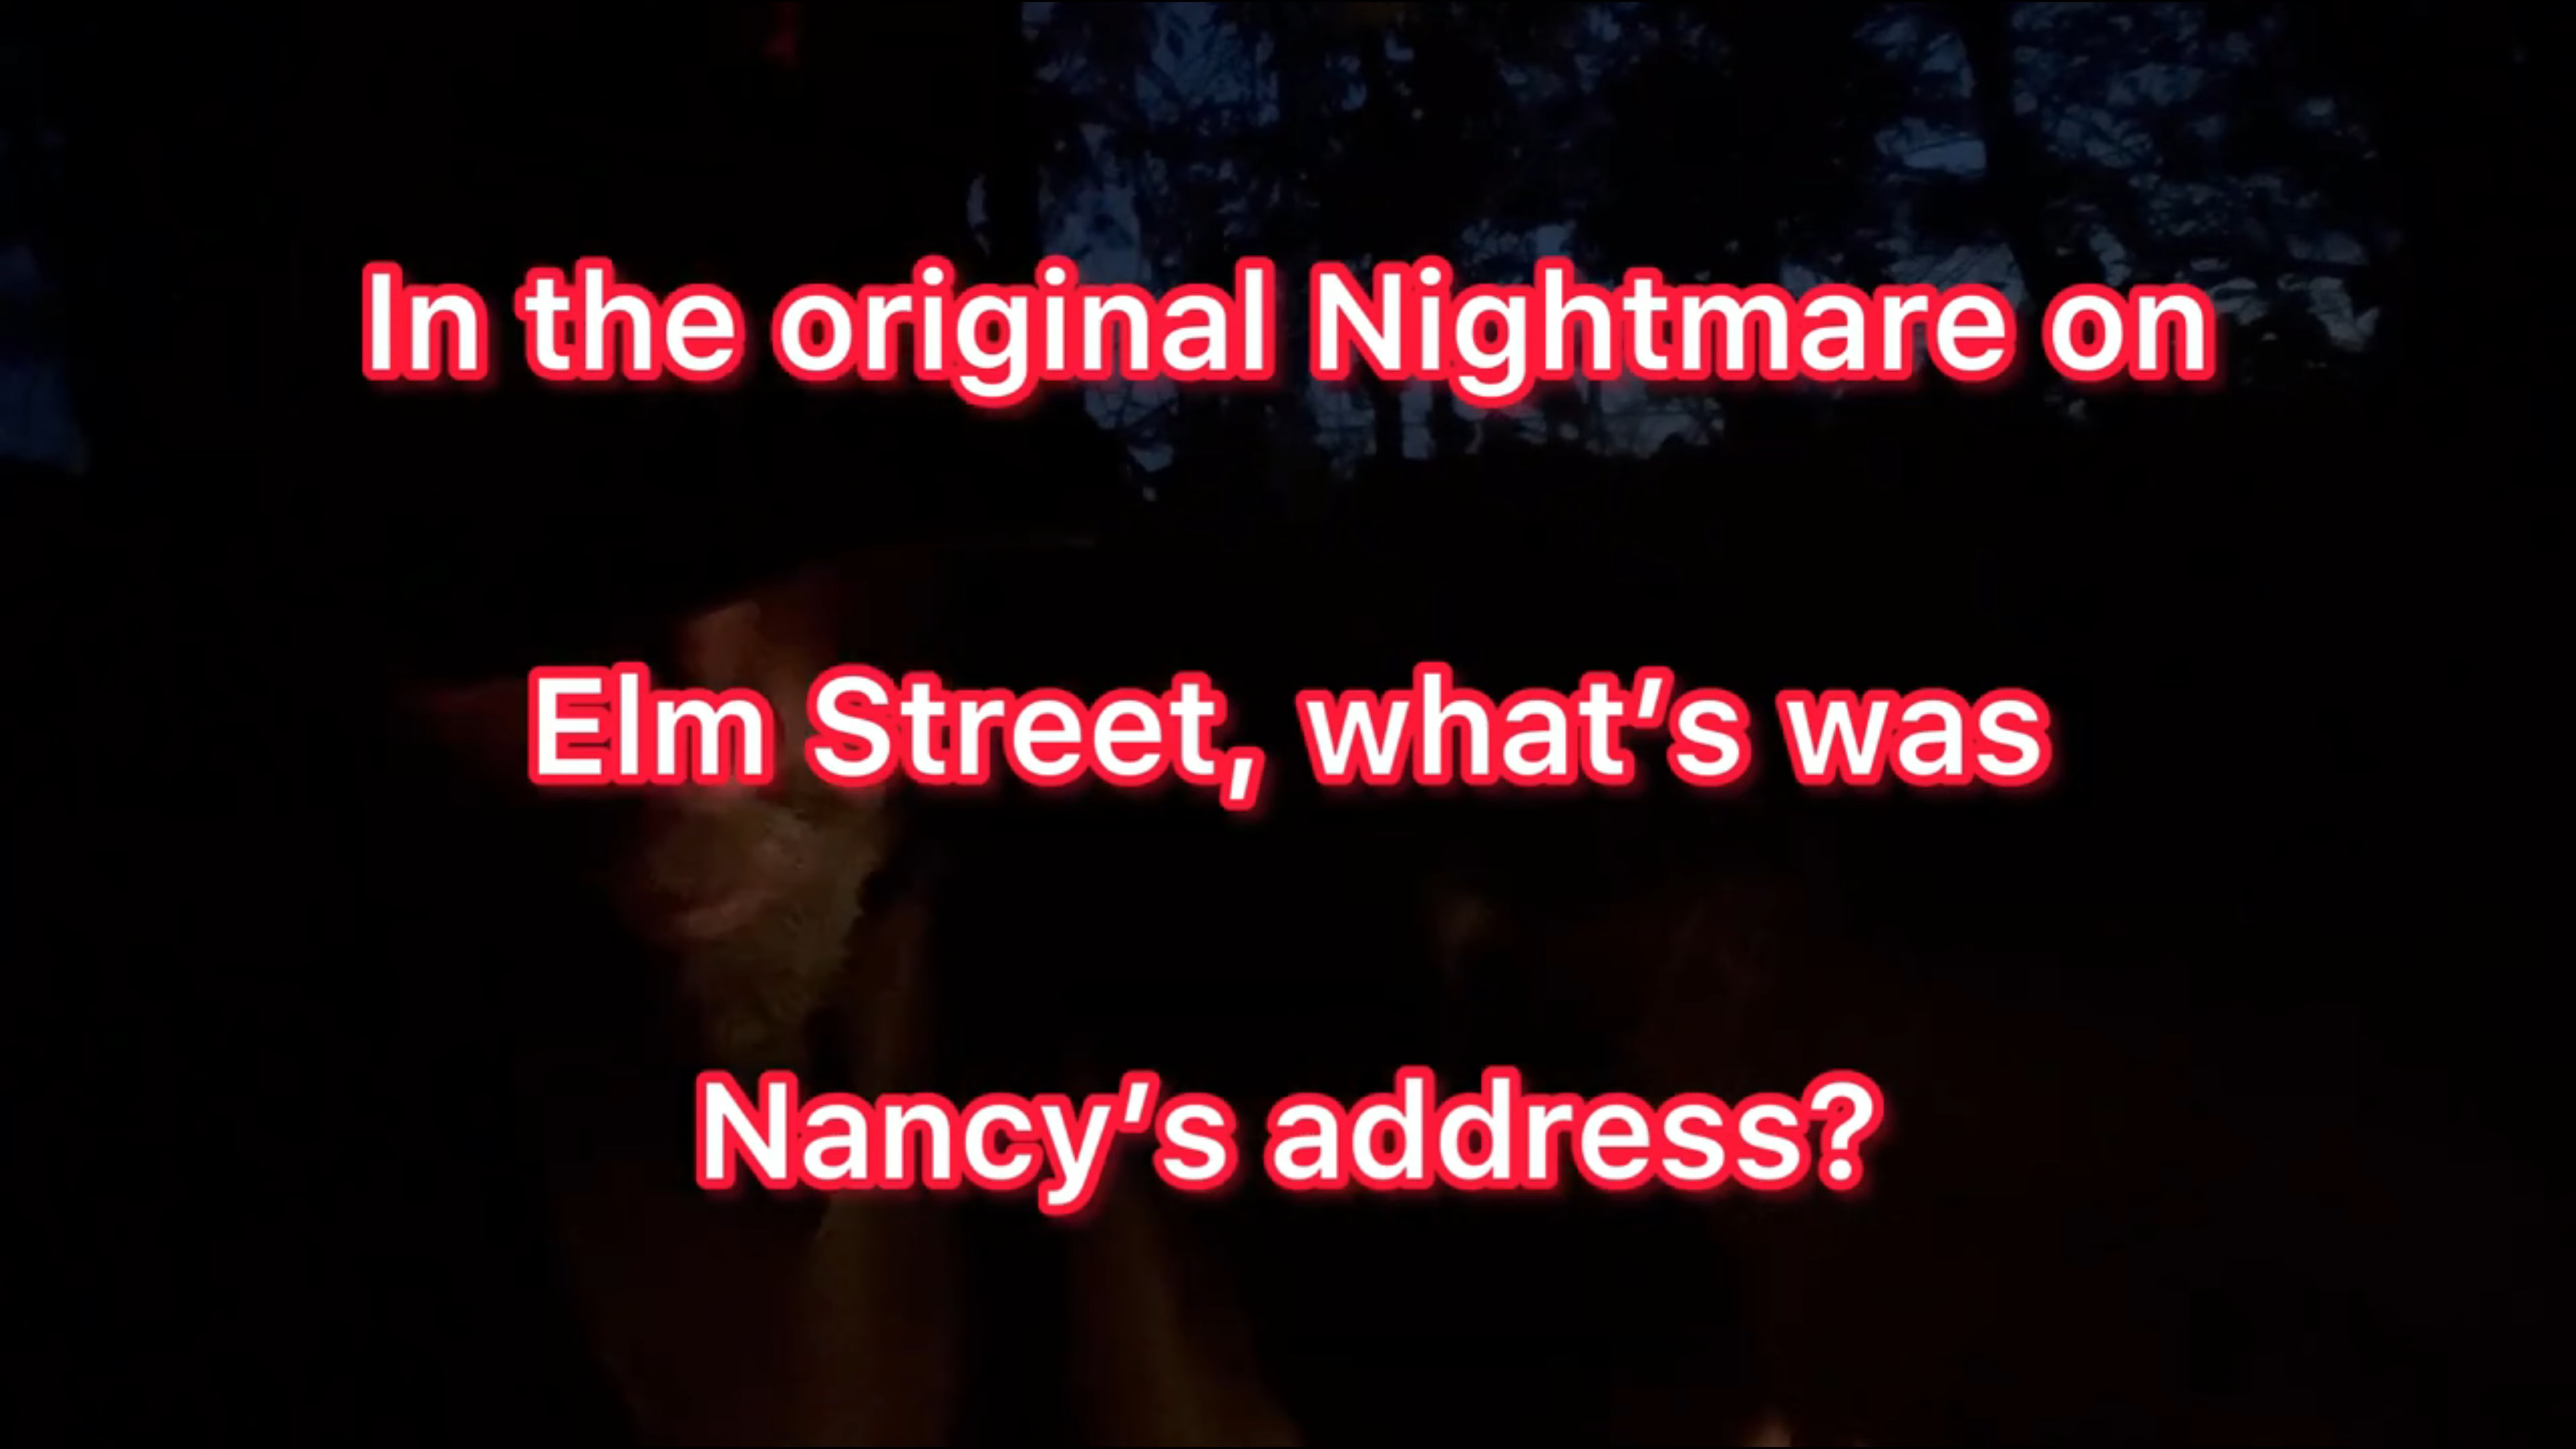 In the original Nightmare on
Elm Street, what’s was
Nancy’s address?